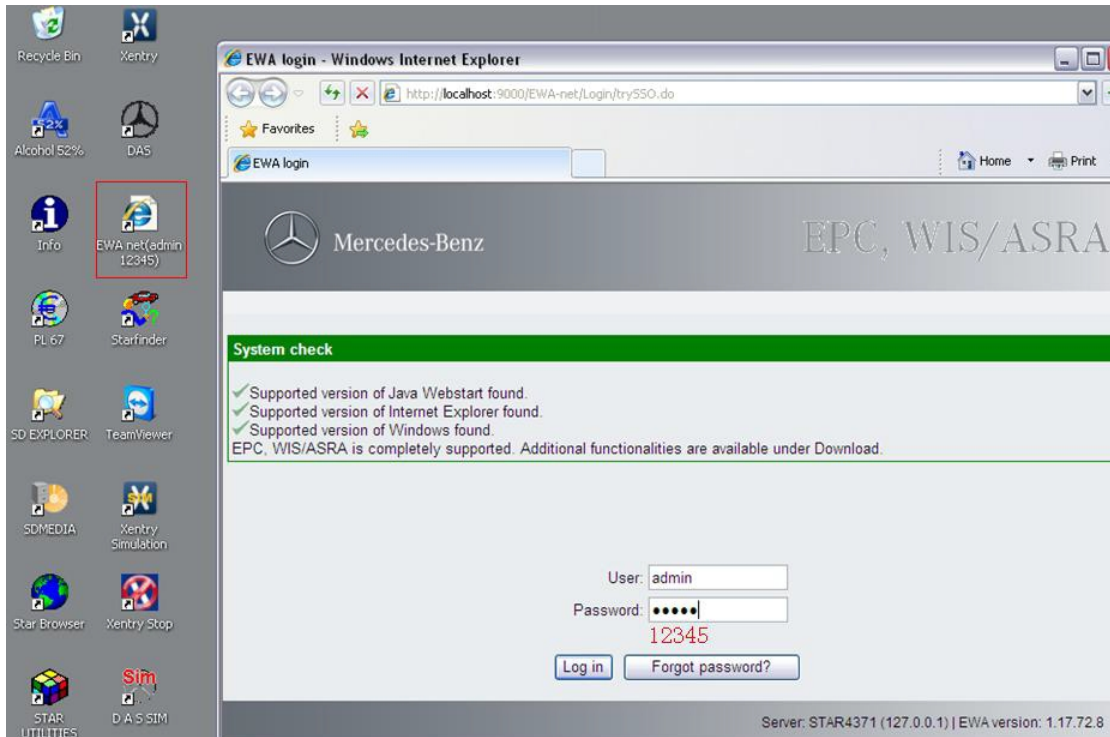 Recycle Bin
Xentry
Alcohol 52%
DAS
Info
EWA net(admin
12345)
PL 67
Starfinder
SD EXPLORER
TeamViewer
SDMEDIA
Xentry
Simulation
Star Browser
Xentry Stop
STAR
UTILITIES
Sim
D A S SIM
EWA login - Windows Internet Explorer
http://localhost:9000/EWA-net/Login/trySSO.do
Favorites
EWA login
Home
Print
Mercedes-Benz
EPC, WIS/ASRA
System check
Supported version of Java Webstart found.
Supported version of Internet Explorer found.
Supported version of Windows found.
EPC, WIS/ASRA is completely supported. Additional functionalities are available under Download.
User: admin
Password: •••••
12345
Log in
Forgot password?
Server: STAR4371 (127.0.0.1) | EWA version: 1.17.72.8